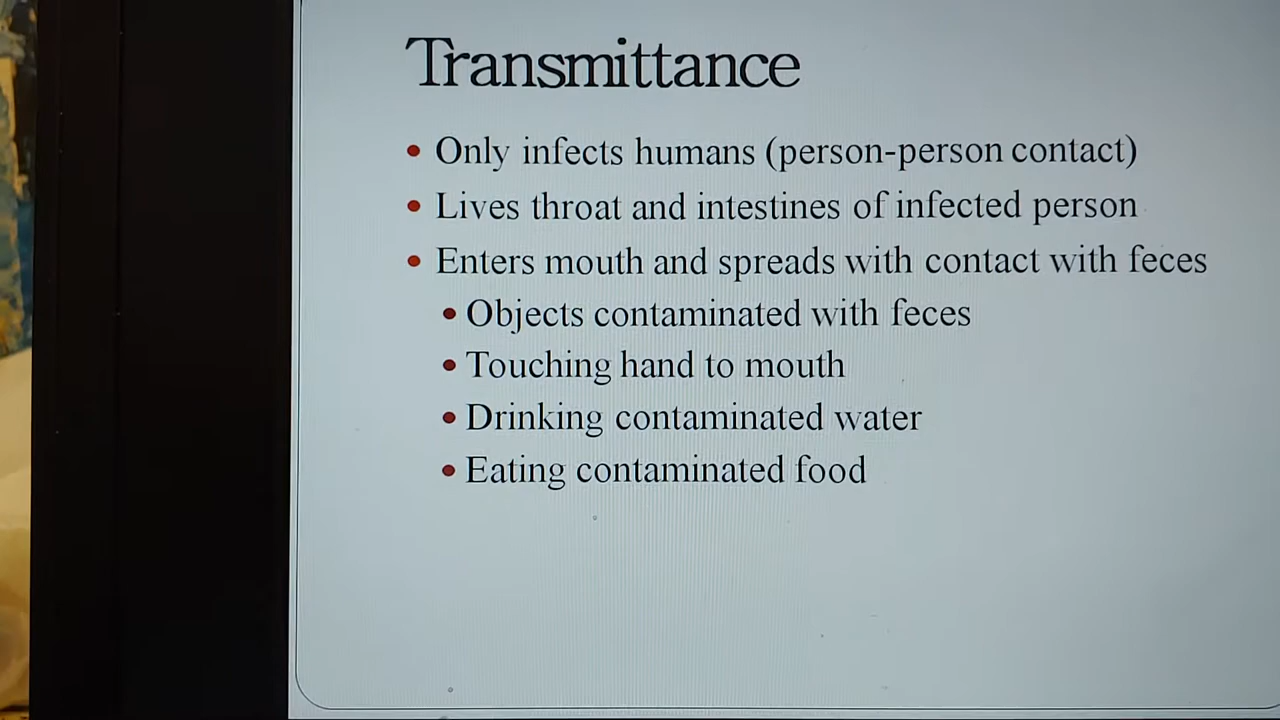 Transmittance
• Only infects humans (person-person contact)
• Lives throat and intestines of infected person
• Enters mouth and spreads with contact with feces
• Objects contaminated with feces
• Touching hand to mouth
• Drinking contaminated water
• Eating contaminated food